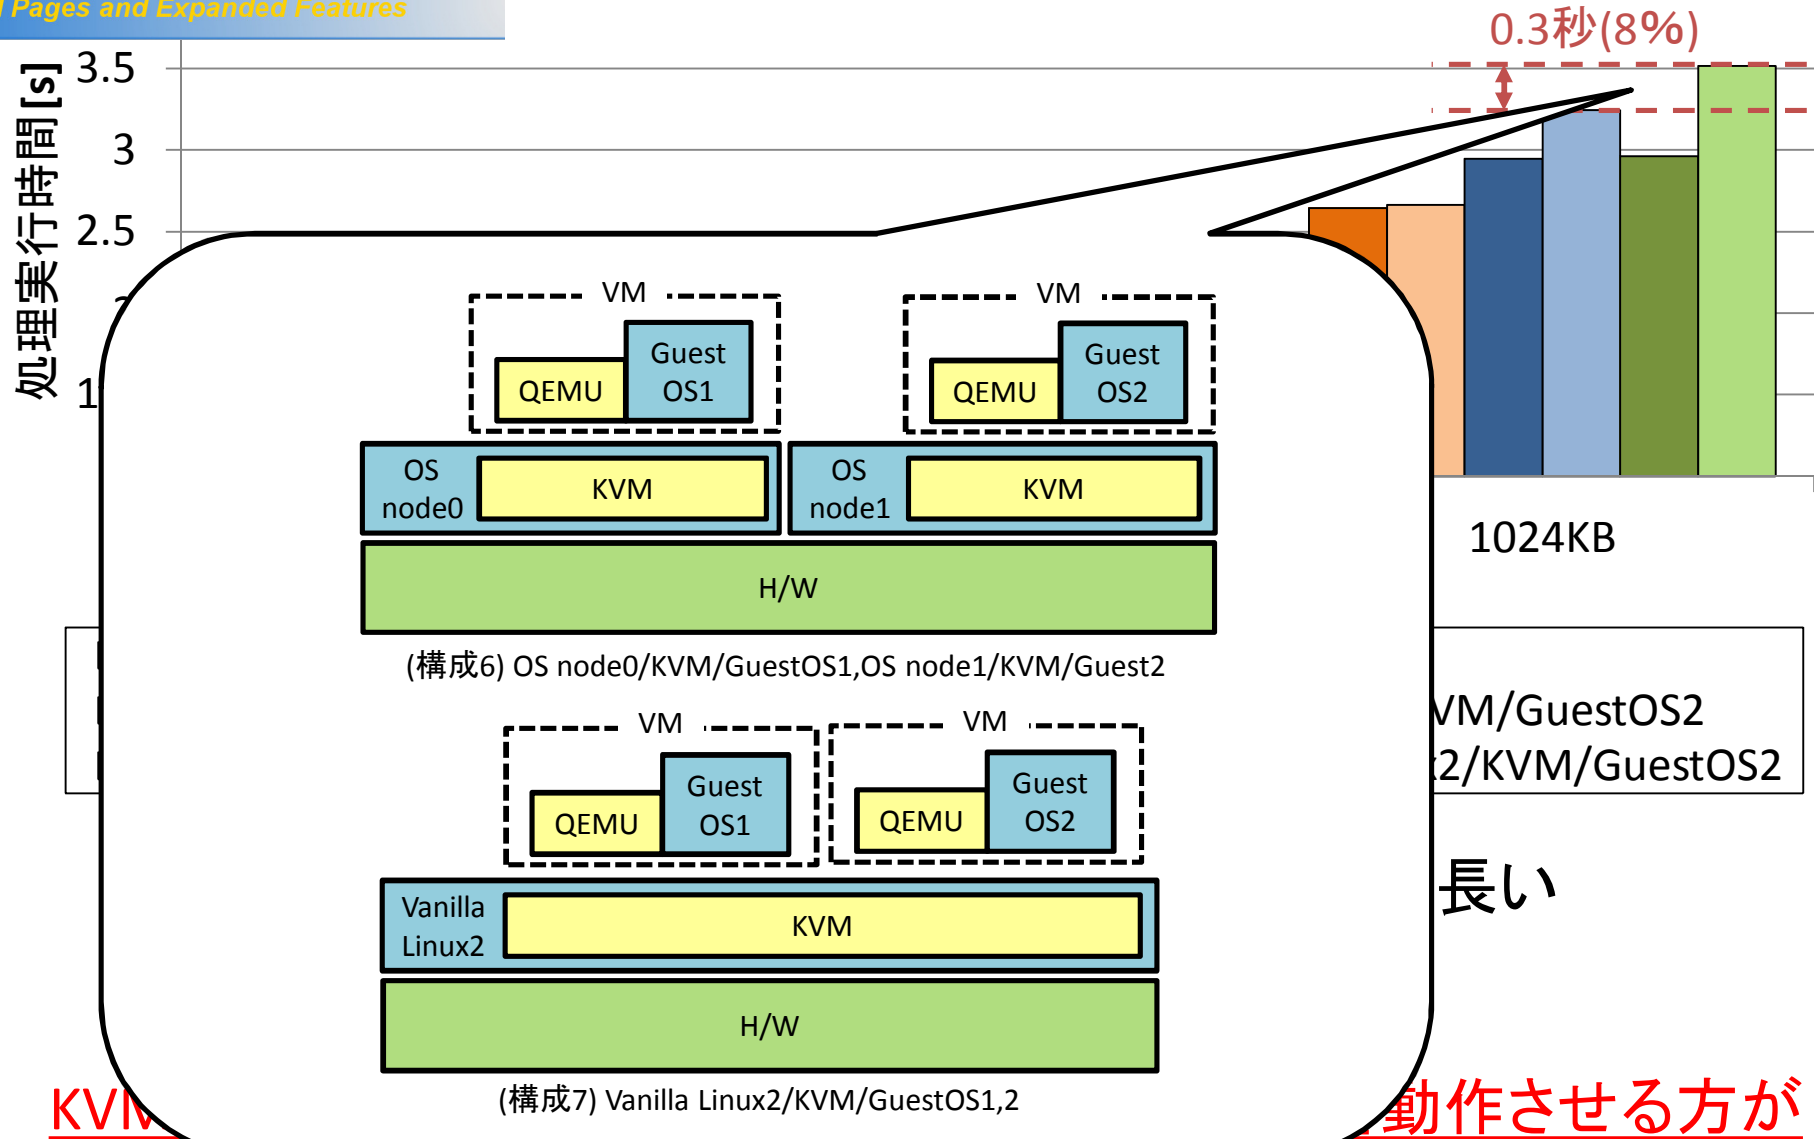 Pages and Expanded Features
0.3秒(8%)
処理実行時間[s]
3.5
3
2.5
1
1024KB
VM
VM
QEMU
Guest
OS1
QEMU
Guest
OS2
OS
node0
KVM
OS
node1
KVM
H/W
(構成6) OS node0/KVM/GuestOS1,OS node1/KVM/Guest2
VM
VM
QEMU
Guest
OS1
QEMU
Guest
OS2
Vanilla
Linux2
KVM
H/W
(構成7) Vanilla Linux2/KVM/GuestOS1,2
VM/GuestOS2
2/KVM/GuestOS2
長い
KVM
動作させる方が